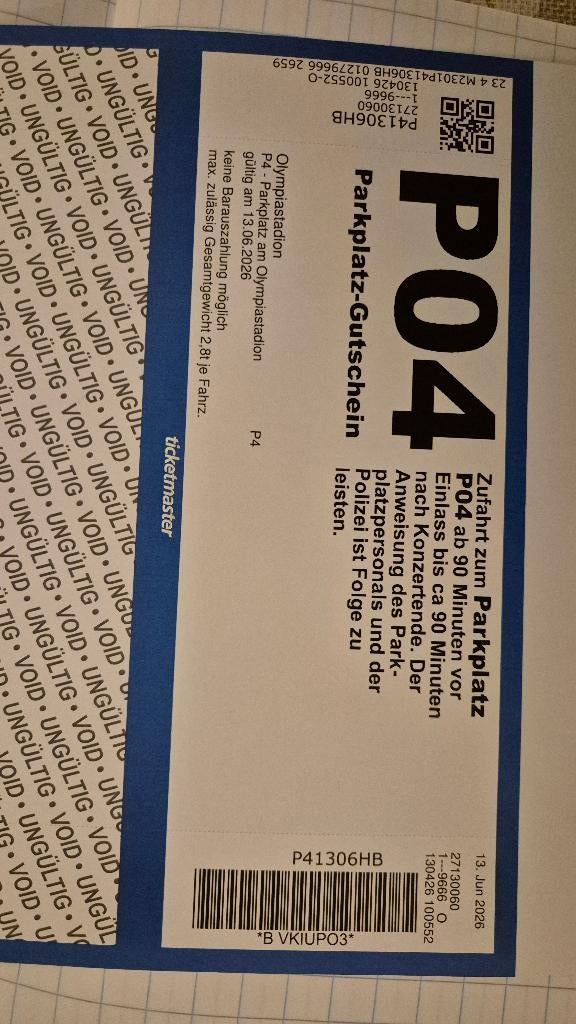 23 4 M2301P41306HB 01279666 2659
130426 100552-O
1---9666
27130060
P41306HB
P04
Parkplatz-Gutschein
Olympiastadion
P4 - Parkplatz am Olympiastadion P4
gültig am 13.06.2026
keine Barauszahlung möglich
max. zulässig Gesamtgewicht 2,8t je Fahrz.
Zufahrt zum Parkplatz
P04 ab 90 Minuten vor
Einlass bis ca 90 Minuten
nach Konzertende. Der
Anweisung des Park-
platzpersonals und der
Polizei ist Folge zu
leisten.
13. Jun 2026
27130060
1---9666 O
130426 100552
P41306HB
*B VKIUPO3*
ticketmaster
VOID • UNGÜLTIG • VOID • UNGÜLTIG • VOID • UNGÜLTIG • VOID